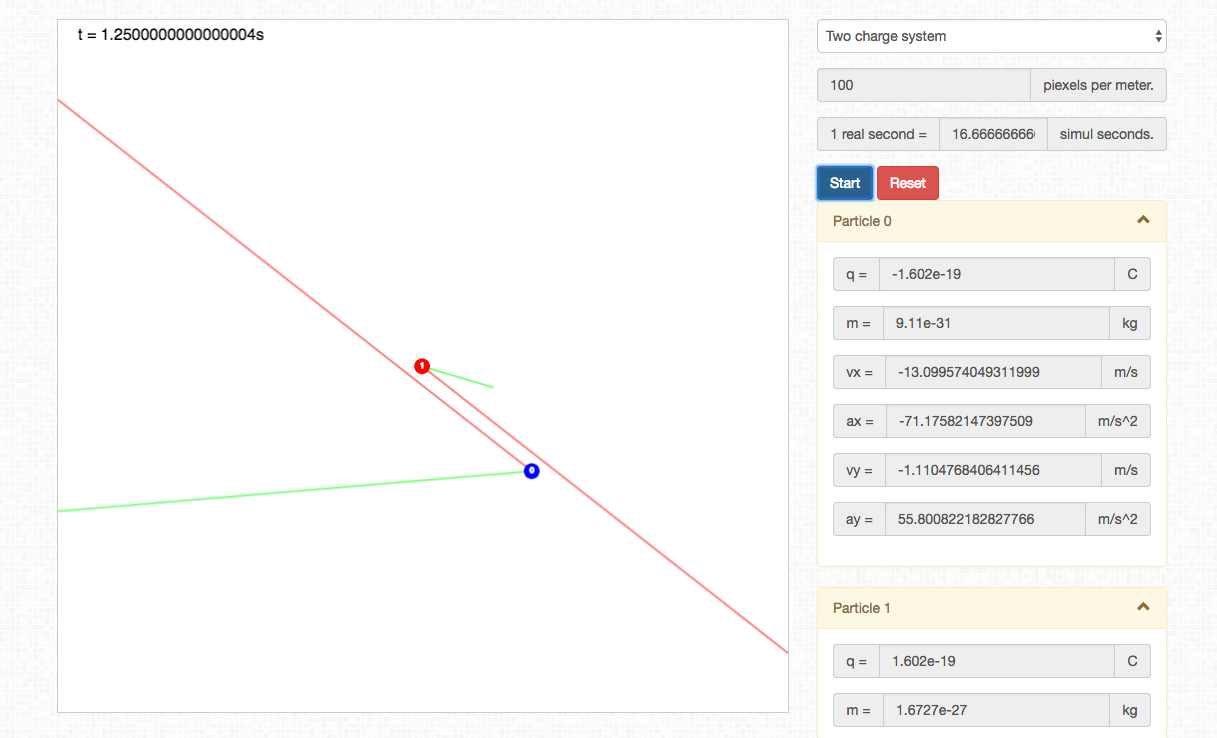 t = 1.2500000000000004s
Two charge system
100 piexels per meter.
1 real second = 16.666666666 simul seconds.
Start Reset
Particle 0
q = -1.602e-19 C
m = 9.11e-31 kg
vx = -13.099574049311999 m/s
ax = -71.17582147397509 m/s^2
1
vy = -1.1104768406411456 m/s
0
ay = 55.800822182827766 m/s^2
Particle 1
q = 1.602e-19 C
m = 1.6727e-27 kg